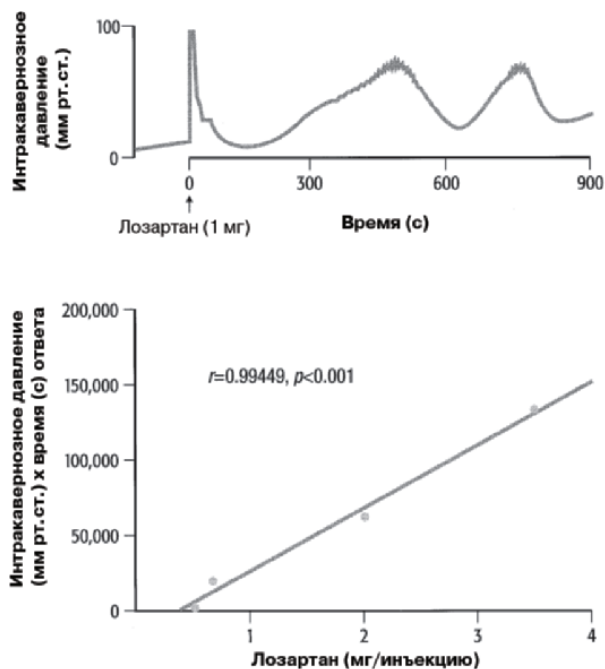 Интракавернозное
давление
(мм рт.ст.)
100
0
0
300
600
900
↑
Лозартан (1 мг)
Время (с)
Интракавернозное давление
(мм рт.ст.) х время (с) ответа
200,000
150,000
100,000
50,000
0
r=0.99449, p<0.001
1
2
3
4
Лозартан (мг/инъекцию)